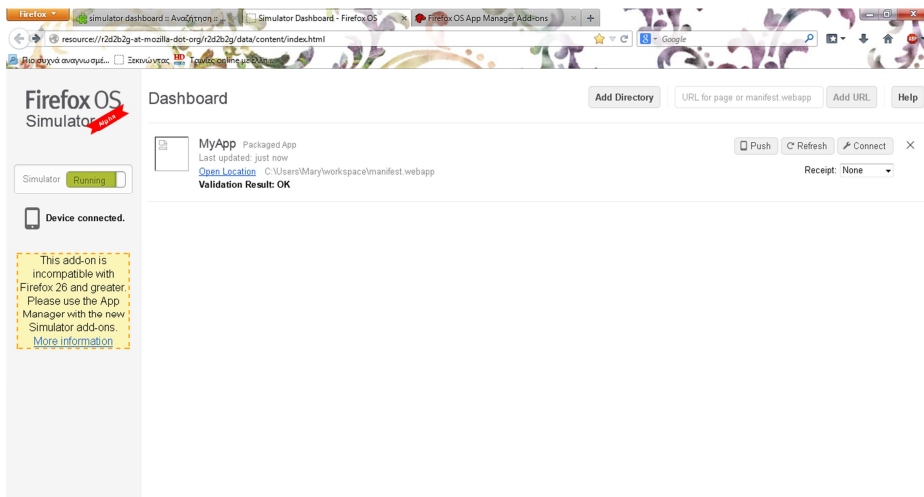 Firefox
simulator dashboard :: Αναζήτηση :: ...
Simulator Dashboard - Firefox OS
Firefox OS App Manager Add-ons
resource://r2d2b2g-at-mozilla-dot-org/r2d2b2g/data/content/index.html
Google
Πιο συχνά αναγνωσμέ...
Ξεκινώντας
HD
Ταινίες online με ελλη...
Firefox OS
Simulator
Alpha
Dashboard
Add Directory
URL for page or manifest.webapp
Add URL
Help
MyApp Packaged App
Last updated: just now
Open Location C:\Users\Mary\workspace\manifest.webapp
Validation Result: OK
Push
Refresh
Connect
Receipt: None
Simulator
Running
Device connected.
This add-on is
incompatible with
Firefox 26 and greater.
Please use the App
Manager with the new
Simulator add-ons.
More information